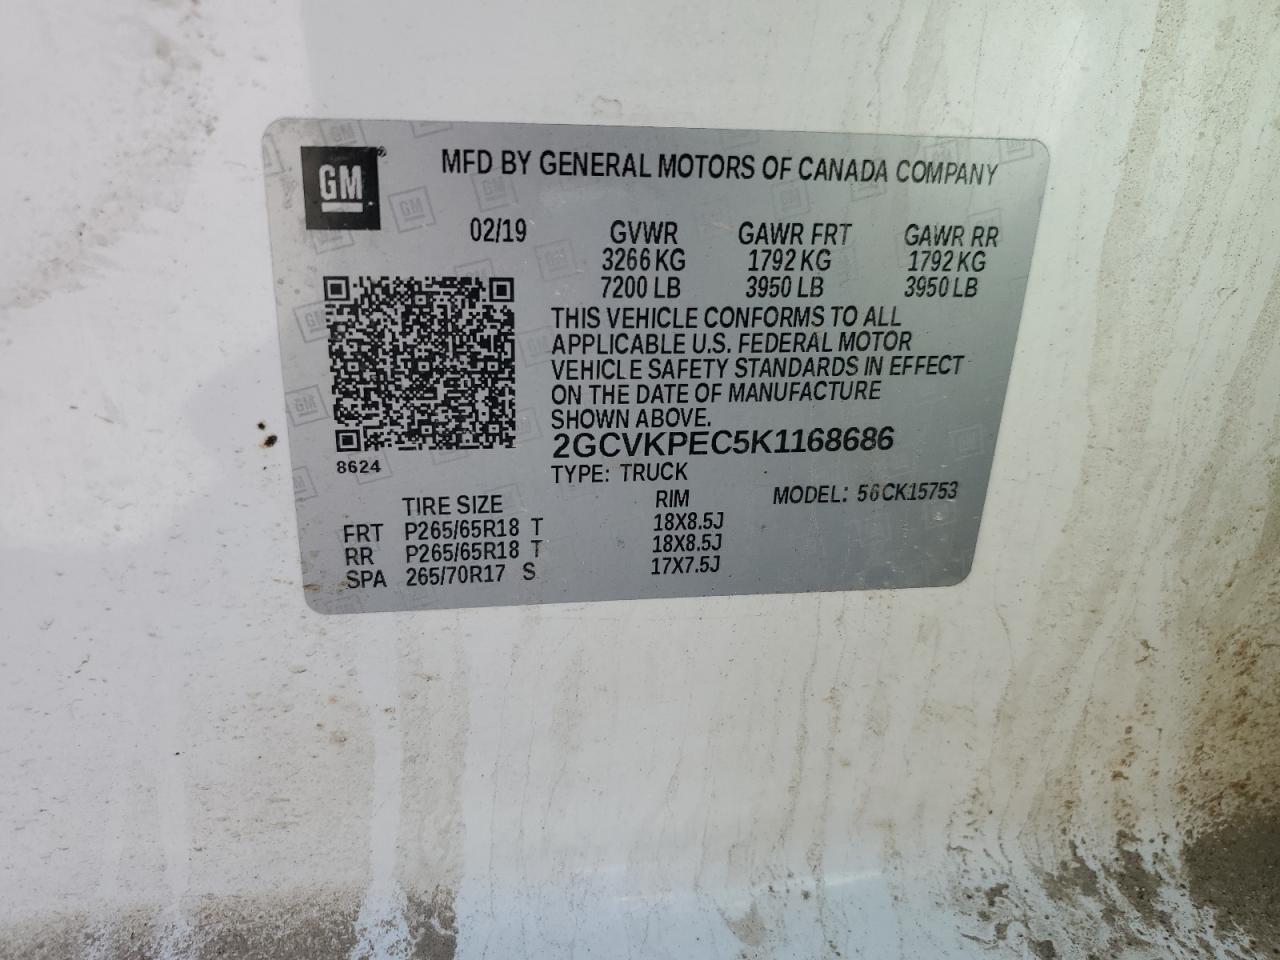 GM
MFD BY GENERAL MOTORS OF CANADA COMPANY
02/19 GVWR GAWR FRT GAWR RR
3266 KG 1792 KG 1792 KG
7200 LB 3950 LB 3950 LB
THIS VEHICLE CONFORMS TO ALL
APPLICABLE U.S. FEDERAL MOTOR
VEHICLE SAFETY STANDARDS IN EFFECT
ON THE DATE OF MANUFACTURE
SHOWN ABOVE.
2GCVKPEC5K1168686
8624
TYPE: TRUCK
TIRE SIZE RIM MODEL: 56CK15753
FRT P265/65R18 T 18X8.5J
RR P265/65R18 T 18X8.5J
SPA 265/70R17 S 17X7.5J